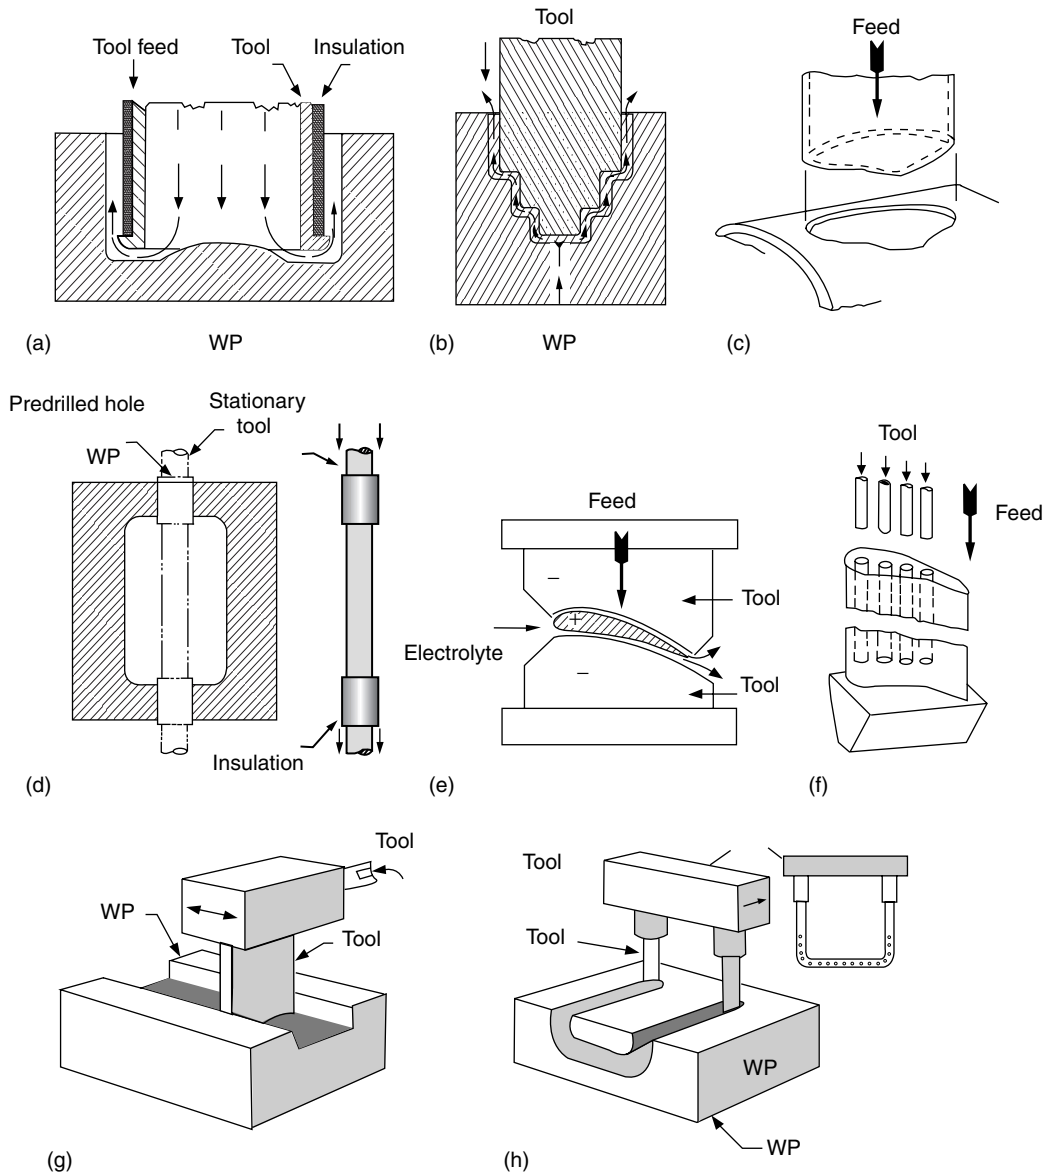 Tool feed
Tool
Insulation
(a)
WP
Tool
(b)
WP
Feed
(c)
Predrilled hole
WP
Stationary
tool
Insulation
(d)
Feed
−
Tool
+
Electrolyte
−
Tool
(e)
Tool
Feed
(f)
Tool
WP
Tool
(g)
Tool
Tool
WP
WP
(h)